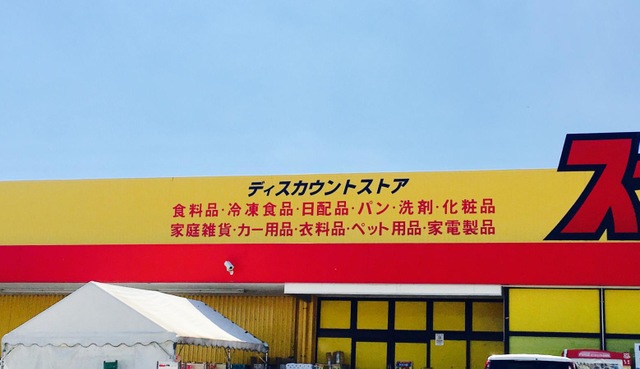 ディスカウントストア
食料品・冷凍食品・日配品・パン・洗剤・化粧品
家庭雑貨・カー用品・衣料品・ペット用品・家電製品
ス